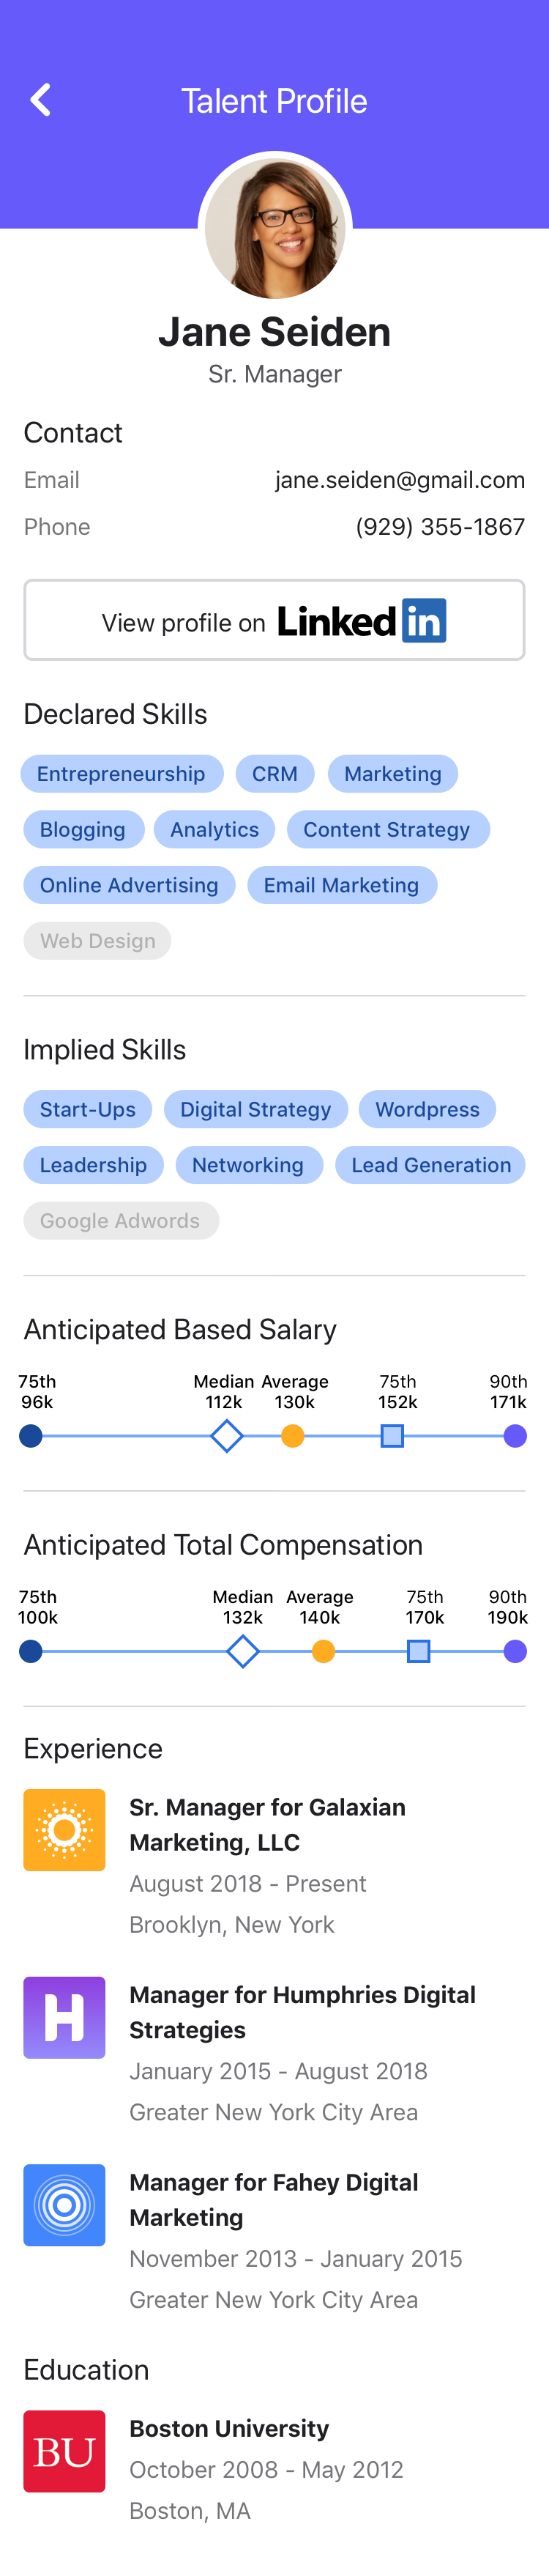 Talent Profile
Jane Seiden
Sr. Manager
Contact
Email jane.seiden@gmail.com
Phone (929) 355-1867
View profile on Linked in
Declared Skills
Entrepreneurship CRM Marketing
Blogging Analytics Content Strategy
Online Advertising Email Marketing
Web Design
Implied Skills
Start-Ups Digital Strategy Wordpress
Leadership Networking Lead Generation
Google Adwords
Anticipated Based Salary
75th Median Average 75th 90th
96k 112k 130k 152k 171k
Anticipated Total Compensation
75th Median Average 75th 90th
100k 132k 140k 170k 190k
Experience
Sr. Manager for Galaxian
Marketing, LLC
August 2018 - Present
Brooklyn, New York
H
Manager for Humphries Digital
Strategies
January 2015 - August 2018
Greater New York City Area
Manager for Fahey Digital
Marketing
November 2013 - January 2015
Greater New York City Area
Education
BU
Boston University
October 2008 - May 2012
Boston, MA